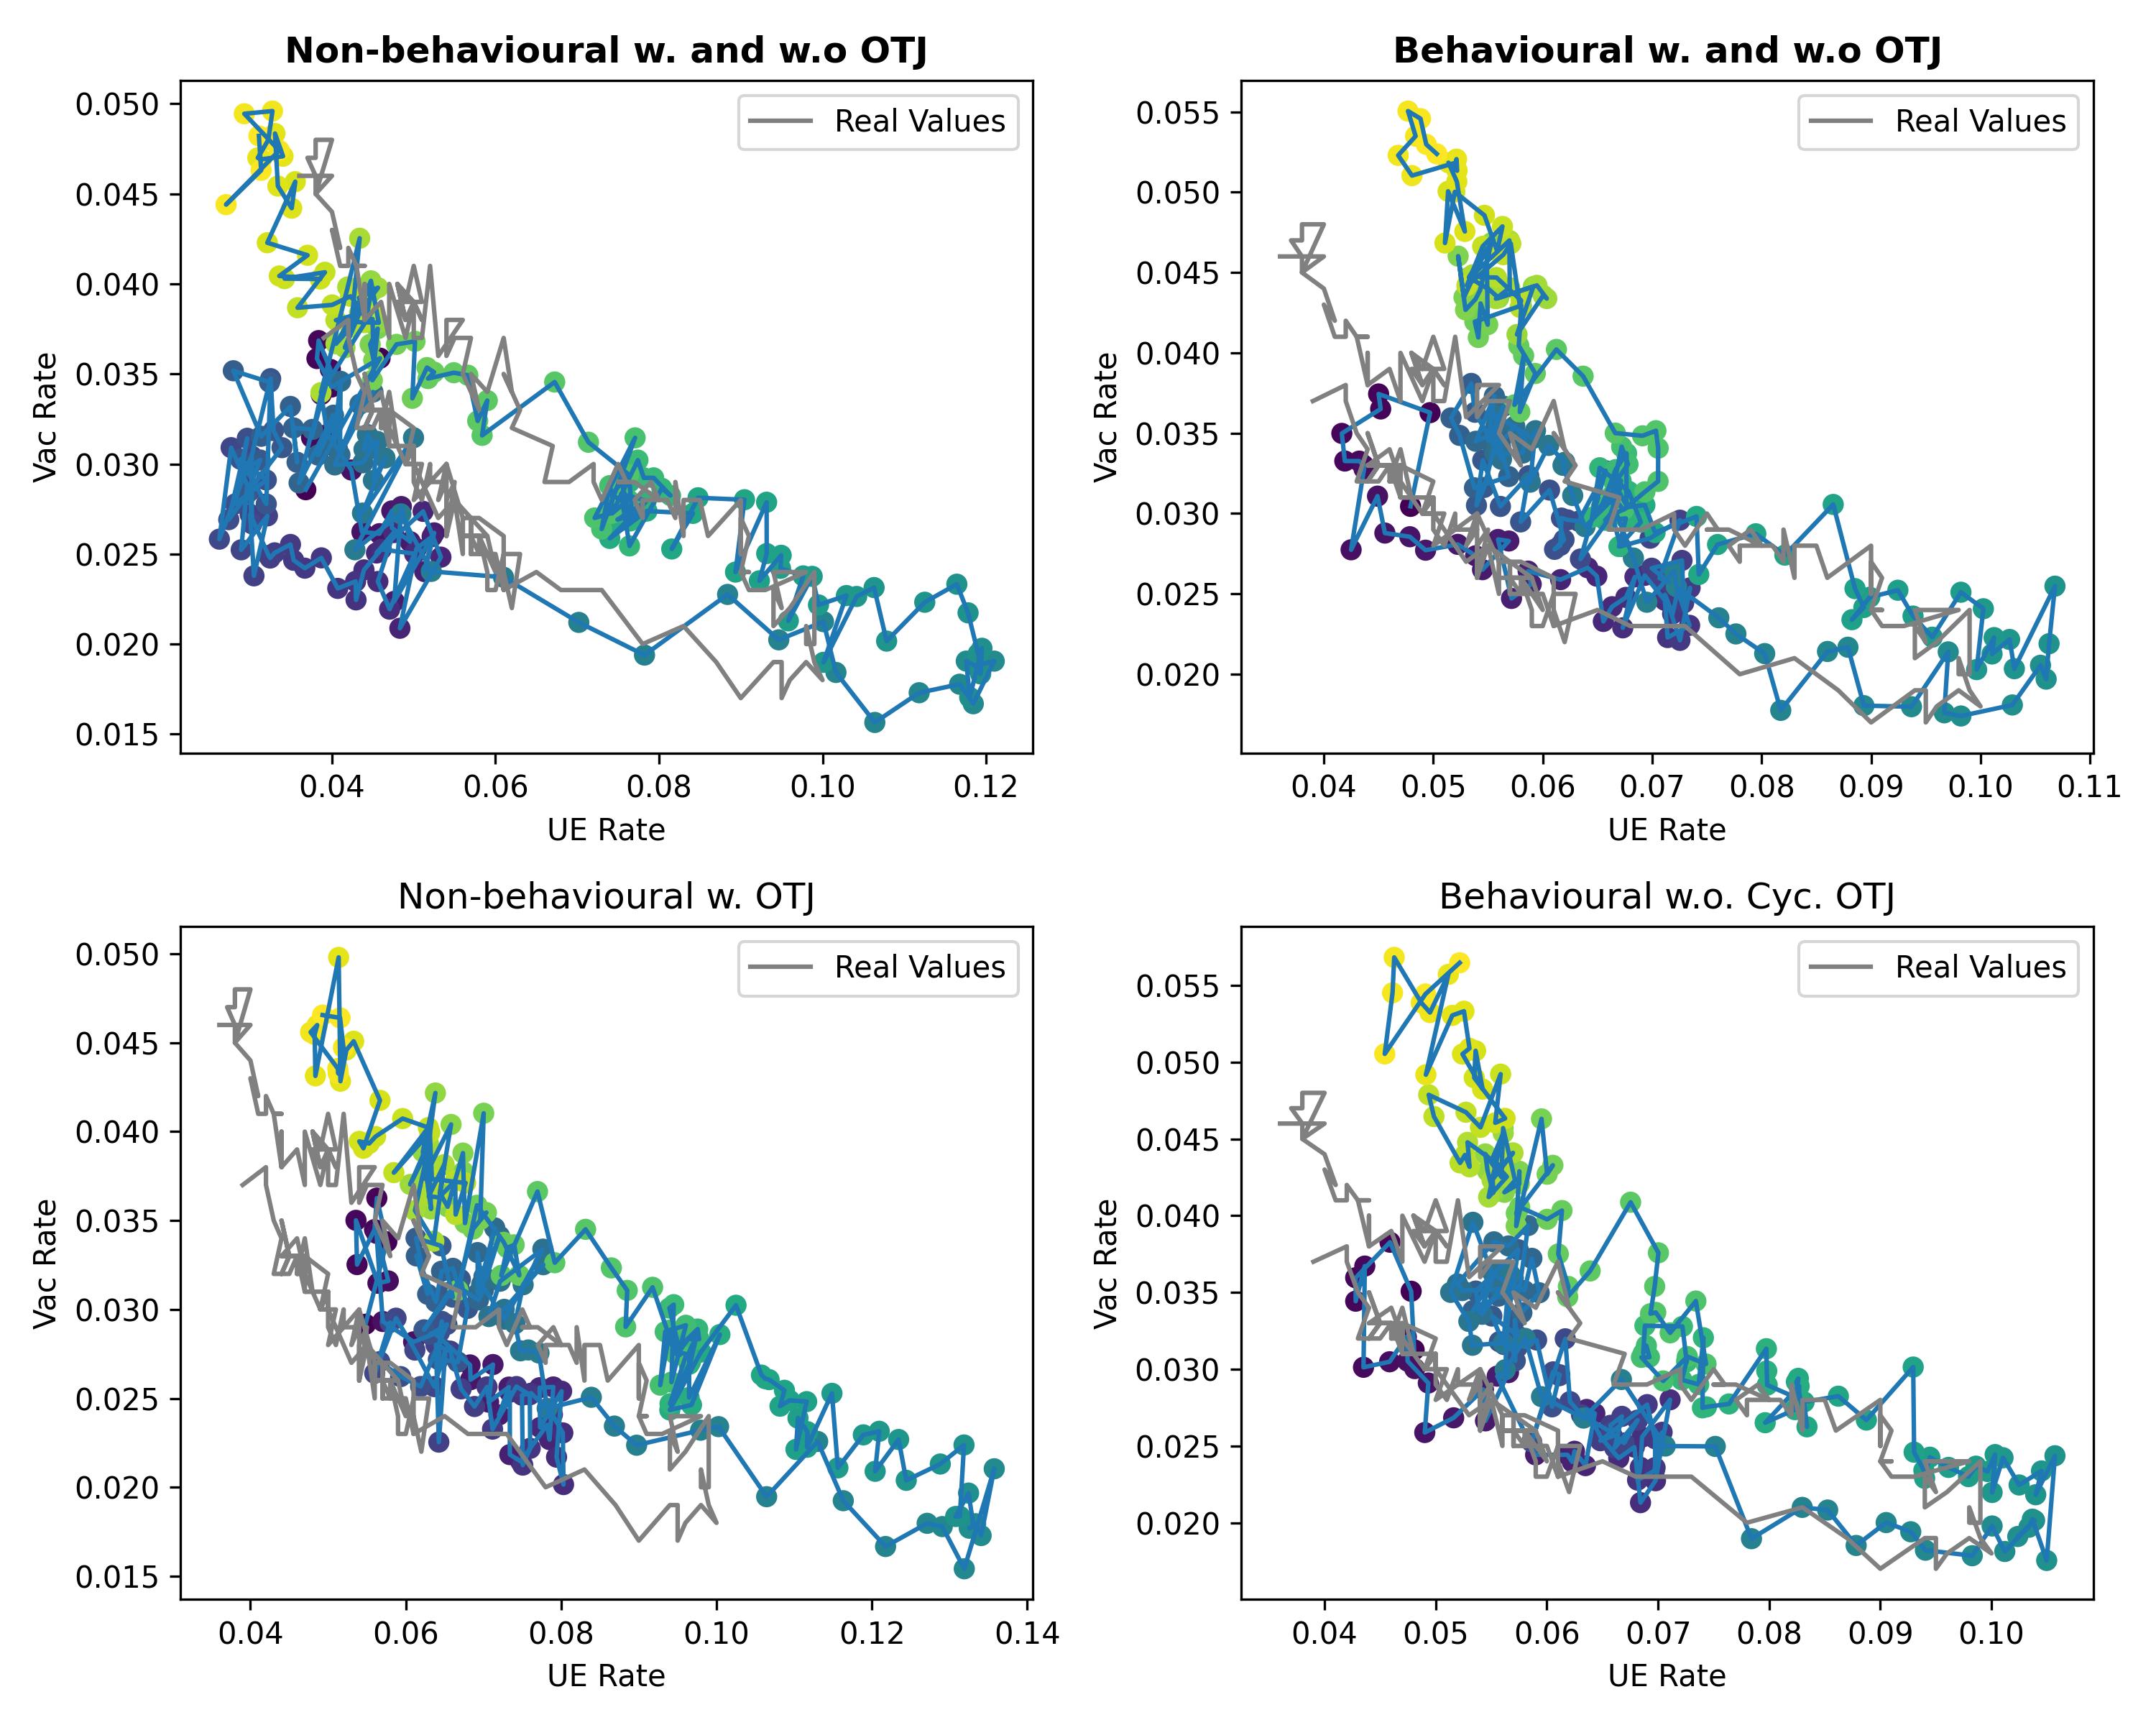 Non-behavioural w. and w.o OTJ
Real Values
0.050
0.045
0.040
0.035
0.030
0.025
0.020
0.015
Vac Rate
0.04 0.06 0.08 0.10 0.12
UE Rate
Behavioural w. and w.o OTJ
Real Values
0.055
0.050
0.045
0.040
0.035
0.030
0.025
0.020
Vac Rate
0.04 0.05 0.06 0.07 0.08 0.09 0.10 0.11
UE Rate
Non-behavioural w. OTJ
Real Values
0.050
0.045
0.040
0.035
0.030
0.025
0.020
0.015
Vac Rate
0.04 0.06 0.08 0.10 0.12 0.14
UE Rate
Behavioural w.o. Cyc. OTJ
Real Values
0.055
0.050
0.045
0.040
0.035
0.030
0.025
0.020
Vac Rate
0.04 0.05 0.06 0.07 0.08 0.09 0.10
UE Rate